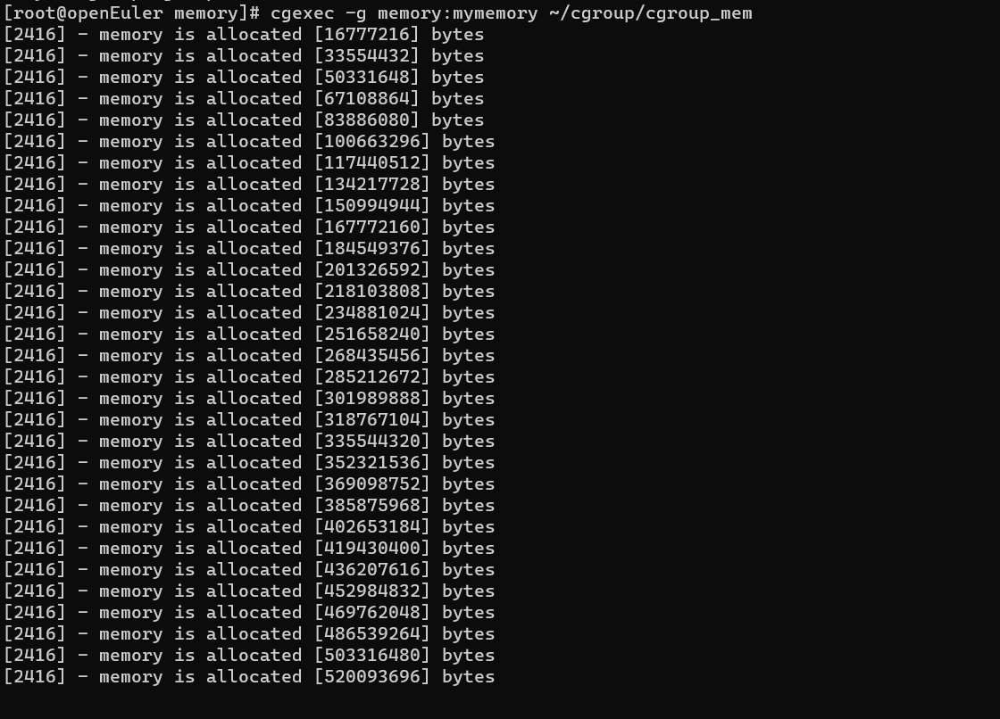 [root@openEuler memory]# cgexec -g memory:mymemory ~/cgroup/cgroup_mem
[2416] - memory is allocated [16777216] bytes
[2416] - memory is allocated [33554432] bytes
[2416] - memory is allocated [50331648] bytes
[2416] - memory is allocated [67108864] bytes
[2416] - memory is allocated [83886080] bytes
[2416] - memory is allocated [100663296] bytes
[2416] - memory is allocated [117440512] bytes
[2416] - memory is allocated [134217728] bytes
[2416] - memory is allocated [150994944] bytes
[2416] - memory is allocated [167772160] bytes
[2416] - memory is allocated [184549376] bytes
[2416] - memory is allocated [201326592] bytes
[2416] - memory is allocated [218103808] bytes
[2416] - memory is allocated [234881024] bytes
[2416] - memory is allocated [251658240] bytes
[2416] - memory is allocated [268435456] bytes
[2416] - memory is allocated [285212672] bytes
[2416] - memory is allocated [301989888] bytes
[2416] - memory is allocated [318767104] bytes
[2416] - memory is allocated [335544320] bytes
[2416] - memory is allocated [352321536] bytes
[2416] - memory is allocated [369098752] bytes
[2416] - memory is allocated [385875968] bytes
[2416] - memory is allocated [402653184] bytes
[2416] - memory is allocated [419430400] bytes
[2416] - memory is allocated [436207616] bytes
[2416] - memory is allocated [452984832] bytes
[2416] - memory is allocated [469762048] bytes
[2416] - memory is allocated [486539264] bytes
[2416] - memory is allocated [503316480] bytes
[2416] - memory is allocated [520093696] bytes